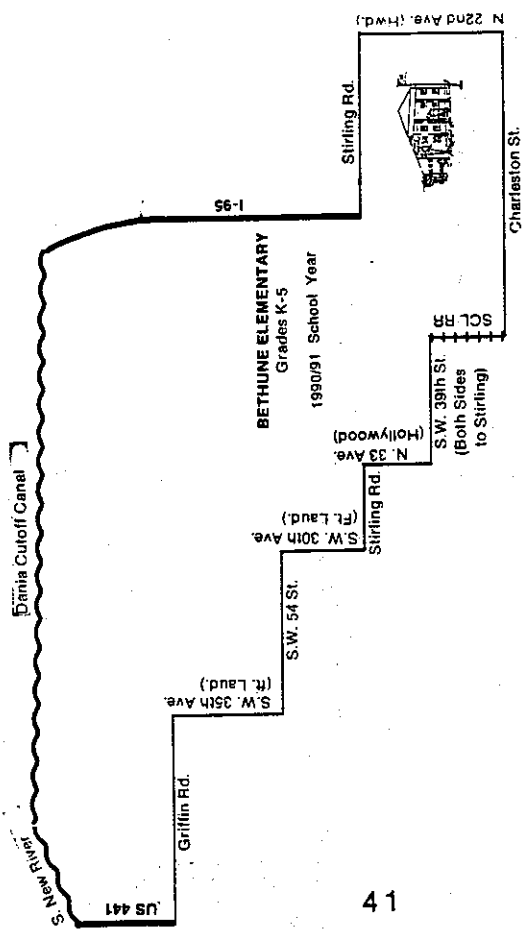 Dania Cutoff Canal
S. New River
US 441
Griffin Rd.
S.W. 35th Ave.
(ft. Laud.)
S.W. 54 St.
S.W. 30th Ave.
(Ft. Laud.)
Stirling Rd.
N. 33 Ave.
(Hollywood)
S.W. 39th St.
(Both Sides
to Stirling)
SCL RR
Charleston St.
N 22nd Ave. (Hwd.)
Stirling Rd.
I-95
BETHUNE ELEMENTARY
Grades K-5
1990/91 School Year
41